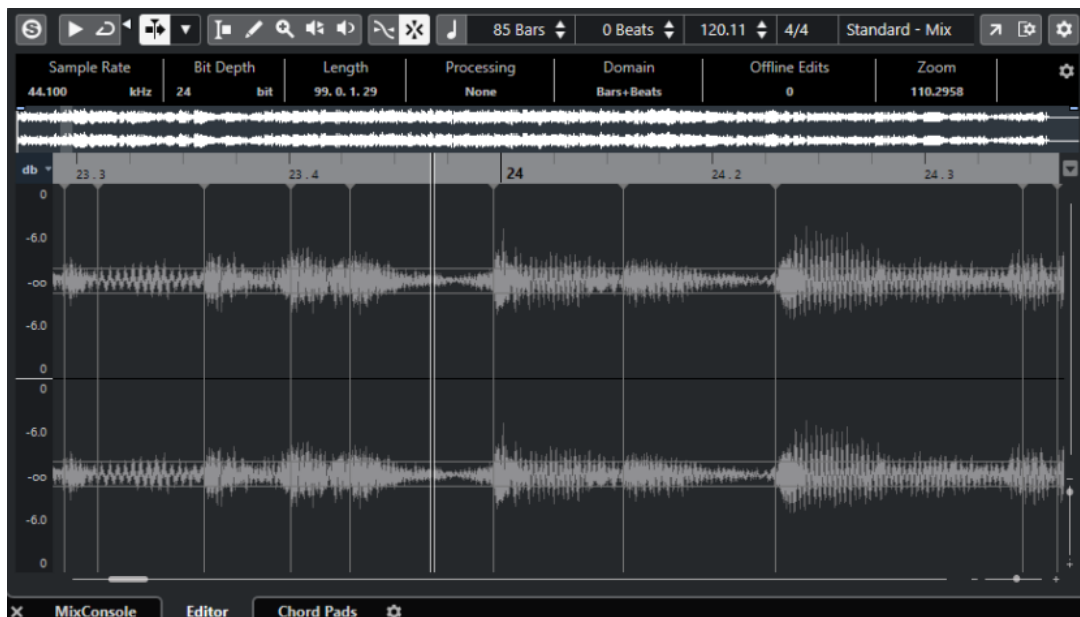 85 Bars 0 Beats 120.11 4/4 Standard - Mix
Sample Rate Bit Depth Length Processing Domain Offline Edits Zoom
44.100 kHz 24 bit 99. 0. 1. 29 None Bars+Beats 0 110.2958
db 23.3 23.4 24 24.2 24.3
0
-6.0
-∞
-6.0
0
0
-6.0
-∞
-6.0
0
MixConsole Editor Chord Pads